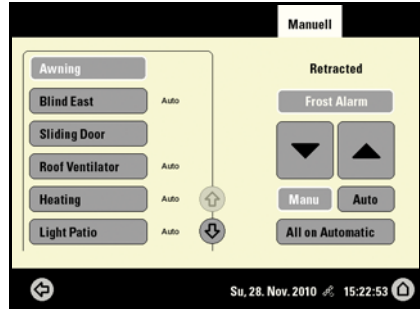 Manuell
Awning
Blind East Auto
Sliding Door
Roof Ventilator Auto
Heating Auto
Light Patio Auto
Retracted
Frost Alarm
Manu Auto
All on Automatic
Su, 28. Nov. 2010 15:22:53